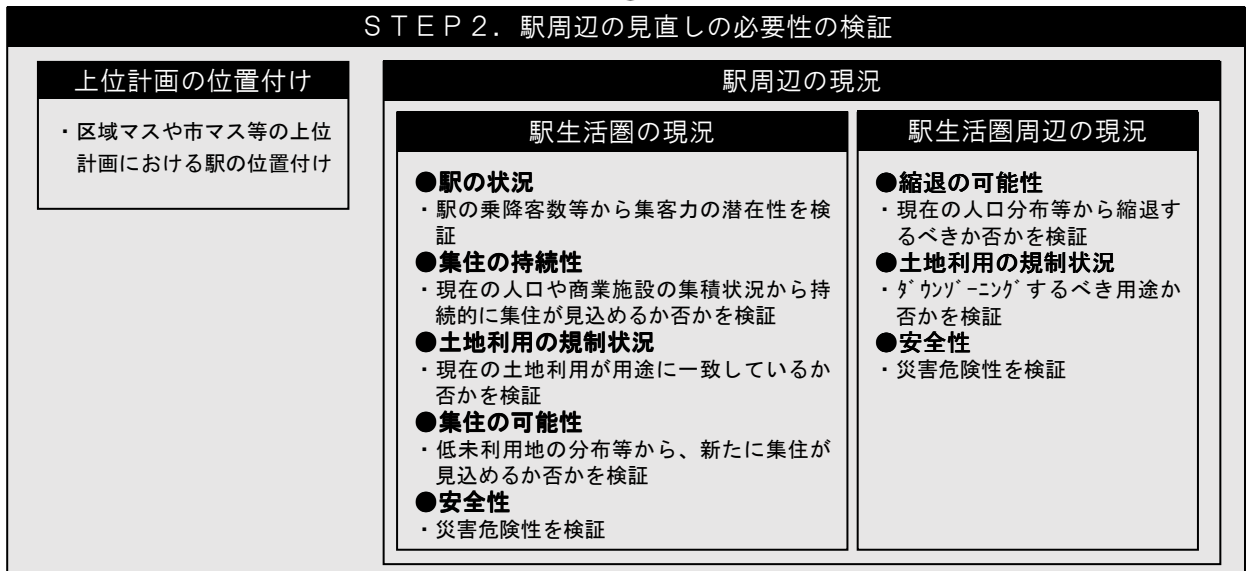 ＳＴＥＰ２．駅周辺の見直しの必要性の検証
上位計画の位置付け
・区域マスや市マス等の上位
計画における駅の位置付け
駅周辺の現況
駅生活圏の現況
●駅の状況
・駅の乗降客数等から集客力の潜在性を検
証
●集住の持続性
・現在の人口や商業施設の集積状況から持
続的に集住が見込めるか否かを検証
●土地利用の規制状況
・現在の土地利用が用途に一致しているか
否かを検証
●集住の可能性
・低未利用地の分布等から、新たに集住が
見込めるか否かを検証
●安全性
・災害危険性を検証
駅生活圏周辺の現況
●縮退の可能性
・現在の人口分布等から縮退す
るべきか否かを検証
●土地利用の規制状況
・ﾀﾞｳﾝｿﾞｰﾆﾝｸﾞするべき用途か
否かを検証
●安全性
・災害危険性を検証